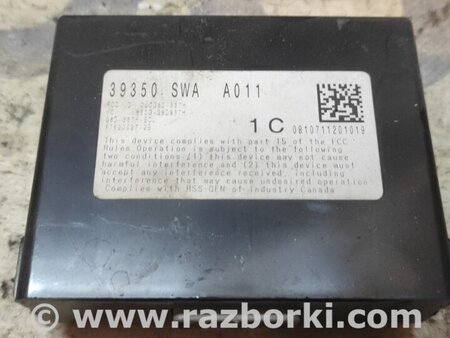 39350 SWA A011
1C
0810711201019
This device complies with part 15 of the FCC
Rules Operation is subject to the following
two conditions (1) this device may not cause
harmful interference and (2) this device must
accept any interference received, including
interference that may cause undesired operation
Complies with RSS-GEN of Industry Canada
© www.razborki.com